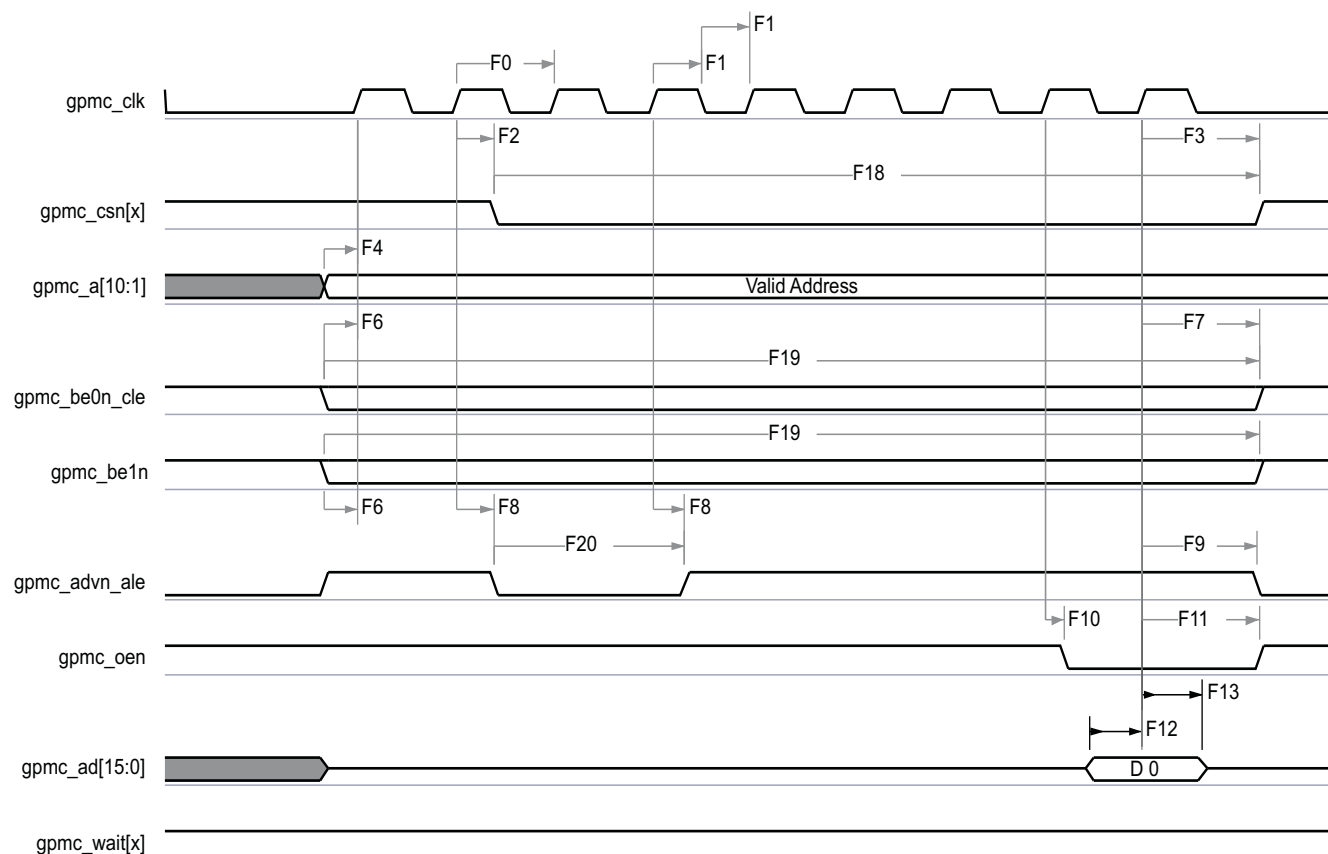 F1
F0
F1
gpmc_clk
F2
F3
F18
gpmc_csn[x]
F4
gpmc_a[10:1]
Valid Address
F6
F7
F19
gpmc_be0n_cle
F19
gpmc_be1n
F6
F8
F8
F20
F9
gpmc_advn_ale
F10
F11
gpmc_oen
F13
F12
gpmc_ad[15:0]
D 0
gpmc_wait[x]